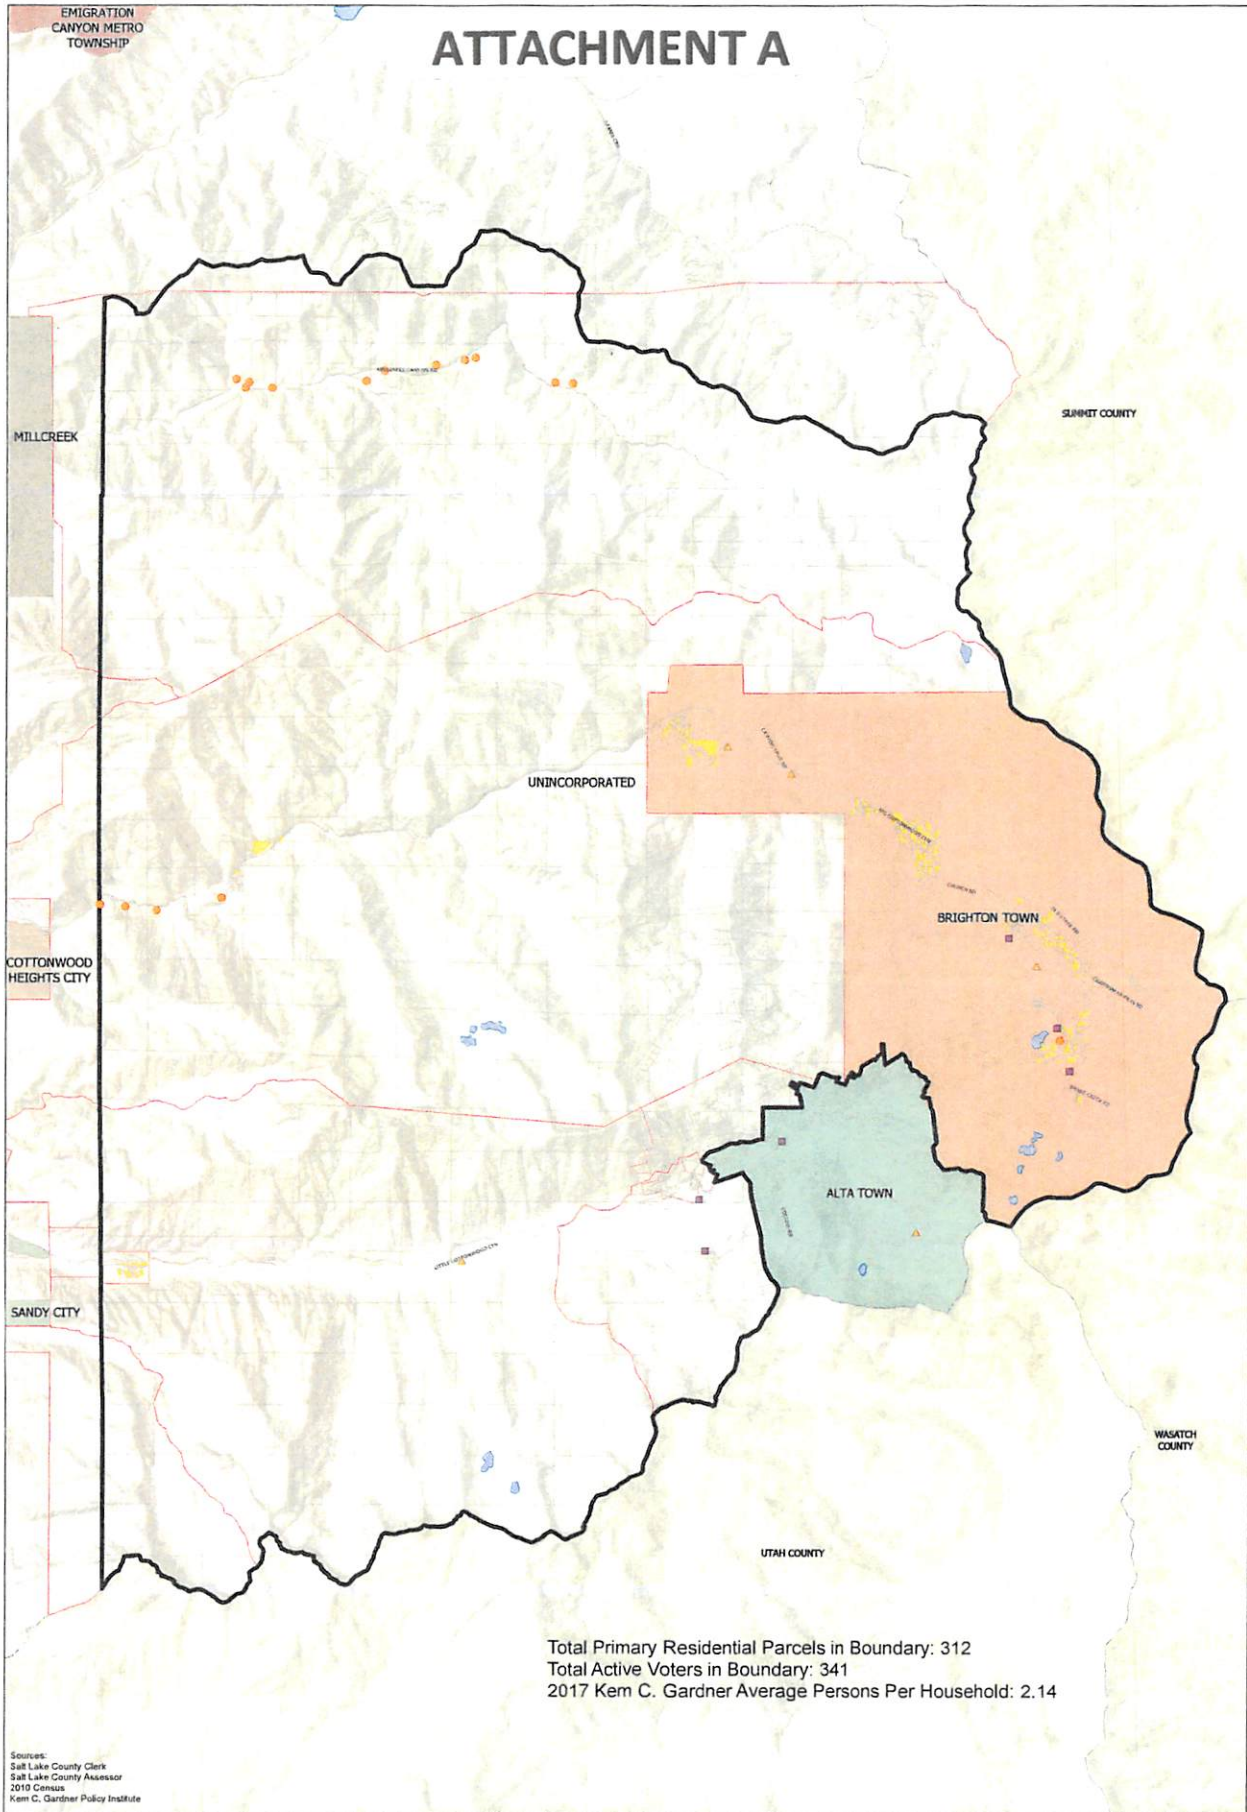 EMIGRATION
CANYON METRO
TOWNSHIP
ATTACHMENT A
MILLCREEK
SUMMIT COUNTY
UNINCORPORATED
BRIGHTON TOWN
COTTONWOOD
HEIGHTS CITY
ALTA TOWN
LITTLE COTTONWOOD CYN
SANDY CITY
WASATCH
COUNTY
UTAH COUNTY
Total Primary Residential Parcels in Boundary: 312
Total Active Voters in Boundary: 341
2017 Kem C. Gardner Average Persons Per Household: 2.14
Sources:
Salt Lake County Clerk
Salt Lake County Assessor
2010 Census
Kem C. Gardner Policy Institute